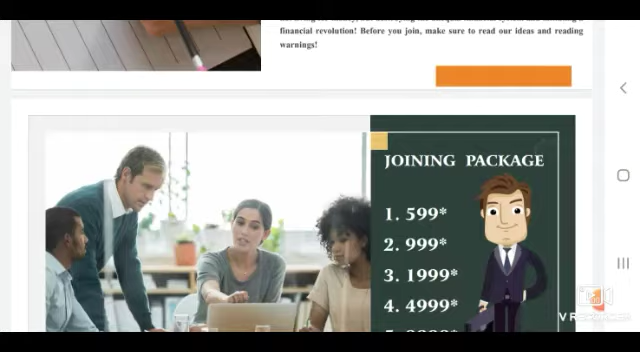 financial revolution! Before you join, make sure to read our ideas and reading
warnings!
JOINING PACKAGE
1. 599*
2. 999*
3. 1999*
4. 4999*